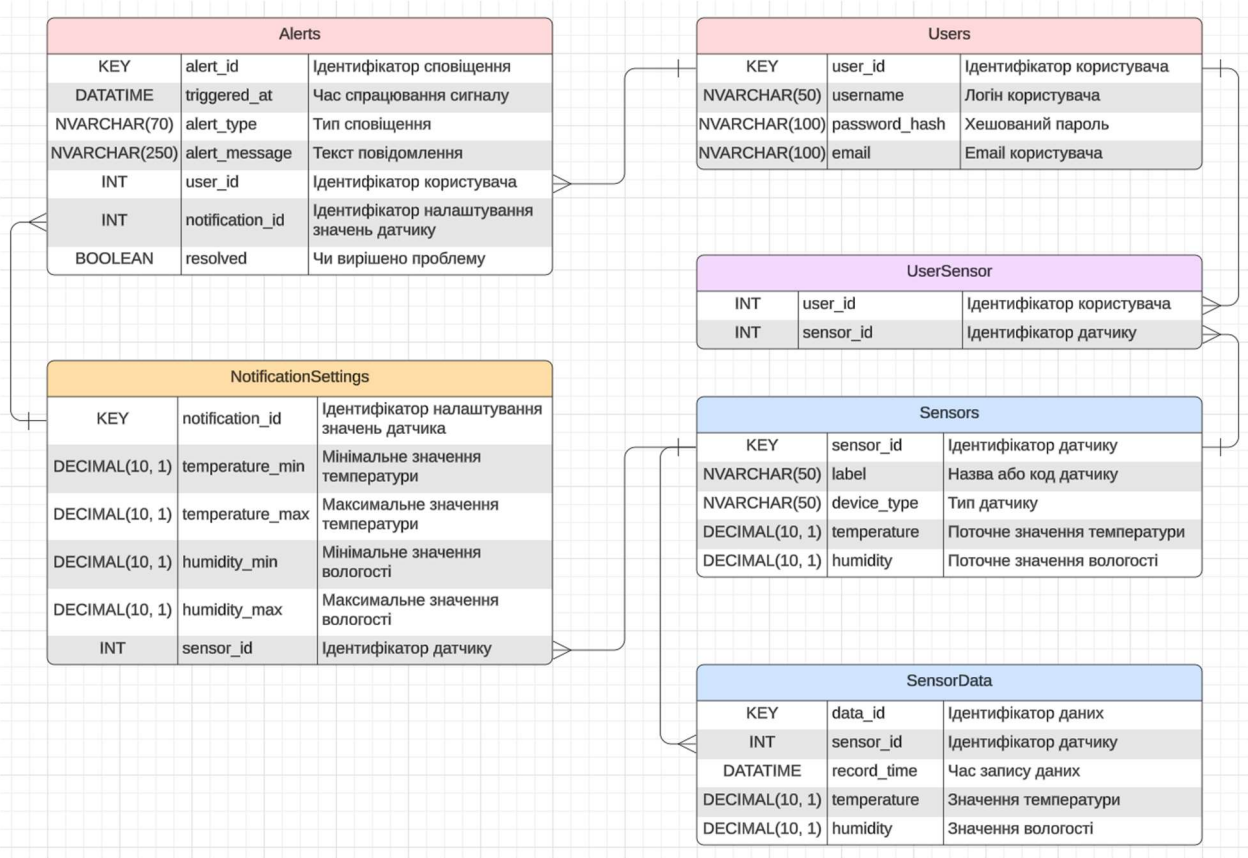 Alerts
KEY alert_id Ідентифікатор сповіщення
DATATIME triggered_at Час спрацювання сигналу
NVARCHAR(70) alert_type Тип сповіщення
NVARCHAR(250) alert_message Текст повідомлення
INT user_id Ідентифікатор користувача
INT notification_id Ідентифікатор налаштування
значень датчику
BOOLEAN resolved Чи вирішено проблему
Users
KEY user_id Ідентифікатор користувача
NVARCHAR(50) username Логін користувача
NVARCHAR(100) password_hash Хешований пароль
NVARCHAR(100) email Email користувача
UserSensor
INT user_id Ідентифікатор користувача
INT sensor_id Ідентифікатор датчику
NotificationSettings
KEY notification_id Ідентифікатор налаштування
значень датчика
DECIMAL(10, 1) temperature_min Мінімальне значення
температури
DECIMAL(10, 1) temperature_max Максимальне значення
температури
DECIMAL(10, 1) humidity_min Мінімальне значення
вологості
DECIMAL(10, 1) humidity_max Максимальне значення
вологості
INT sensor_id Ідентифікатор датчику
Sensors
KEY sensor_id Ідентифікатор датчику
NVARCHAR(50) label Назва або код датчику
NVARCHAR(50) device_type Тип датчику
DECIMAL(10, 1) temperature Поточне значення температури
DECIMAL(10, 1) humidity Поточне значення вологості
SensorData
KEY data_id Ідентифікатор даних
INT sensor_id Ідентифікатор датчику
DATATIME record_time Час запису даних
DECIMAL(10, 1) temperature Значення температури
DECIMAL(10, 1) humidity Значення вологості